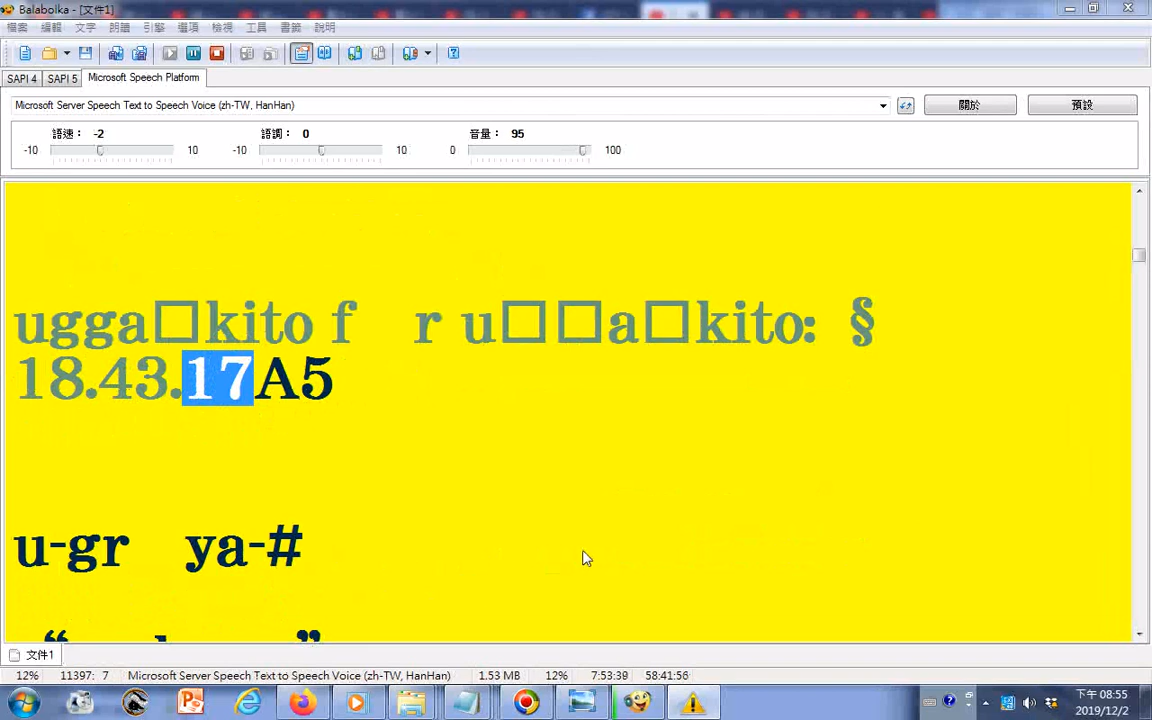 Balabolka - [文件1]
檔案 編輯 文字 朗讀 引擎 選項 檢視 工具 書籤 說明
SAPI 4 SAPI 5 Microsoft Speech Platform
Microsoft Server Speech Text to Speech Voice (zh-TW, HanHan) 關於 預設
語速： -2 語調： 0 音量： 95
-10 10 -10 10 0 100
ugga□kito f r u□□a□kito: §
18.43.17A5
u-gr ya-#
文件1
12% 11397: 7 Microsoft Server Speech Text to Speech Voice (zh-TW, HanHan) 1.53 MB 12% 7:53:39 58:41:56
下午 08:55
2019/12/2